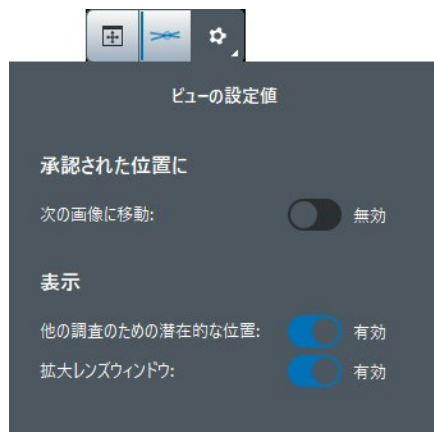 ビューの設定値
承認された位置に
次の画像に移動: 無効
表示
他の調査のための潜在的な位置: 有効
拡大レンズウィンドウ: 有効